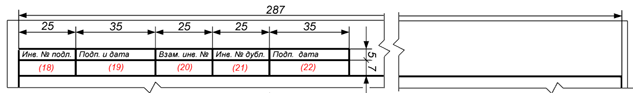 287
25 35 25 25 35
Инв. № подл. Подп. и дата Взам. инв. № Инв. № дубл. Подп. дата 5
(18) (19) (20) (21) (22) 7